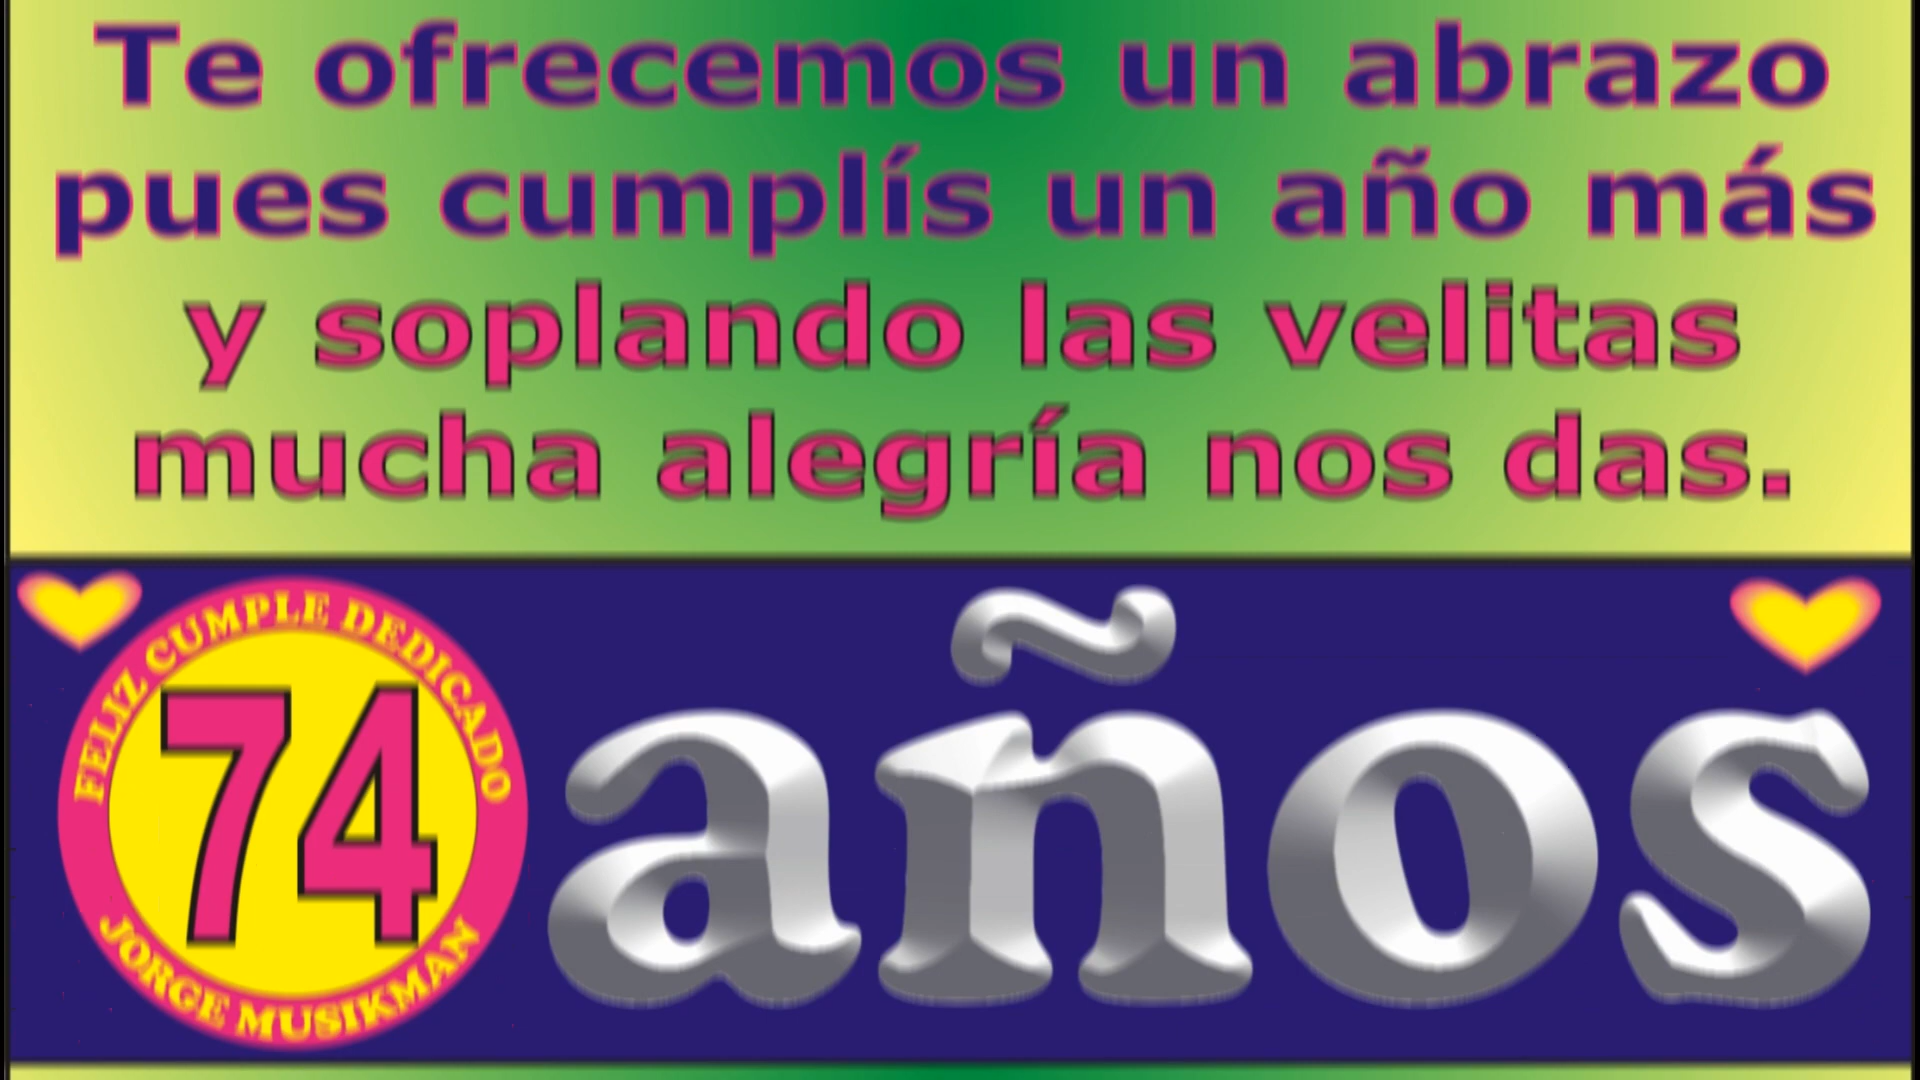 Te ofrecemos un abrazo
pues cumplís un año más
y soplando las velitas
mucha alegría nos das.
FELIZ CUMPLE DEDICADO
74
JORGE MUSIKMAN
años